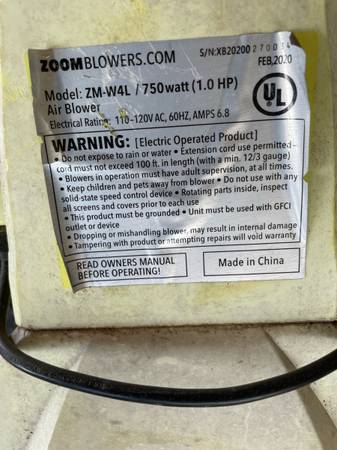 ZOOMBLOWERS.COM
S/N:XB20200 270034
FEB,2020
Model: ZM-W4L / 750watt (1.0 HP)
Air Blower
Electrical Rating: 110-120V AC, 60HZ, AMPS 6.8
UL
WARNING: [Electric Operated Product]
• Do not expose to rain or water • Extension cord use permitted-
cord must not exceed 100 ft. in length (with a min. 12/3 gauge)
• Blowers in operation must have adult supervision, at all times.
• Keep children and pets away from blower • Do not use with any
solid-state speed control device • Rotating parts inside, inspect
all screens and covers prior to each use
• This product must be grounded • Unit must be used with GFCI
outlet or device
• Dropping or mishandling blower, may result in internal damage
• Tampering with product or attempting repairs will void warranty
READ OWNERS MANUAL
BEFORE OPERATING!
Made in China